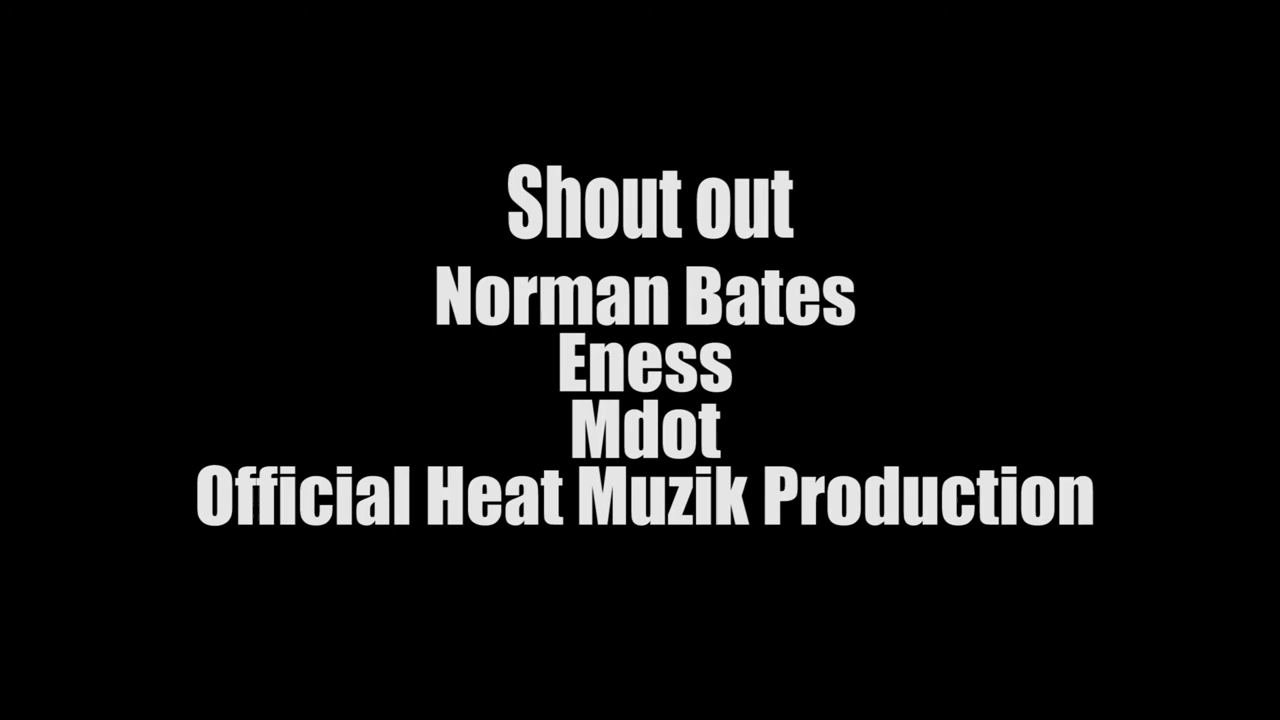 Shout out
Norman Bates
Eness
Mdot
Official Heat Muzik Production